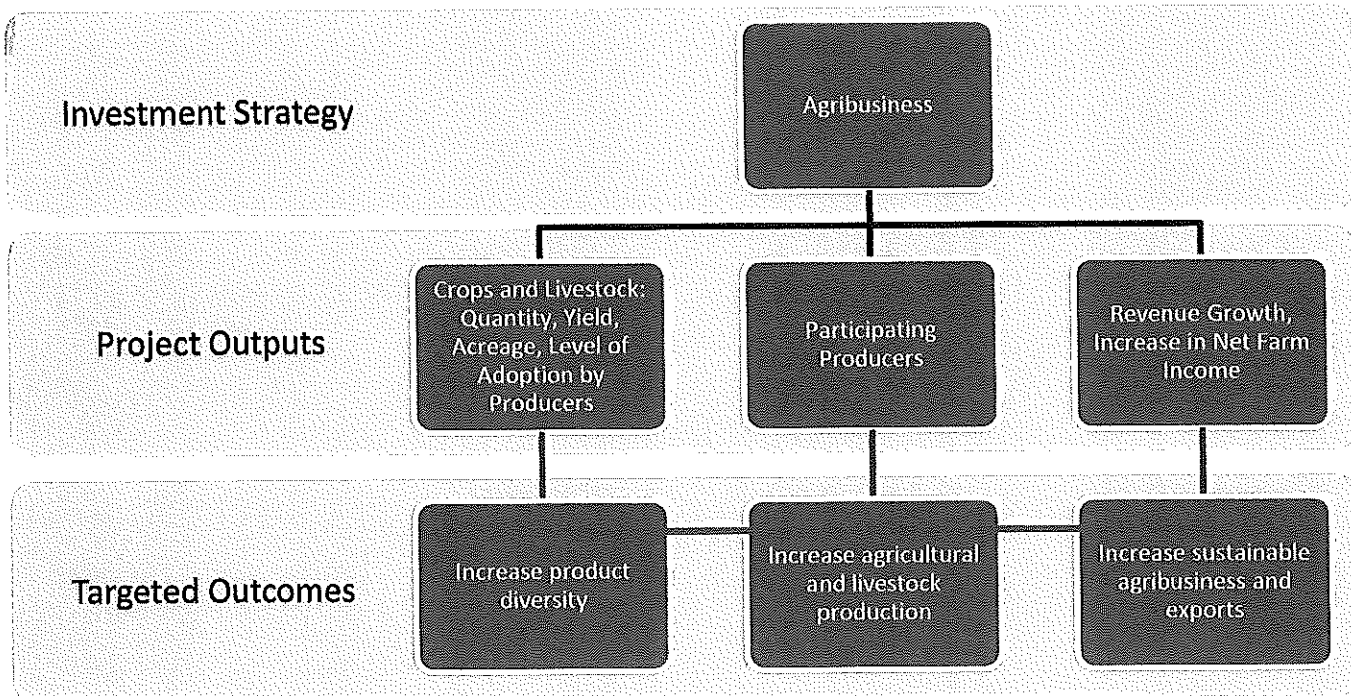 Investment Strategy
Agribusiness
Project Outputs
Crops and Livestock:
Quantity, Yield,
Acreage, Level of
Adoption by
Producers
Participating
Producers
Revenue Growth,
Increase in Net Farm
Income
Targeted Outcomes
Increase product
diversity
Increase agricultural
and livestock
production
Increase sustainable
agribusiness and
exports